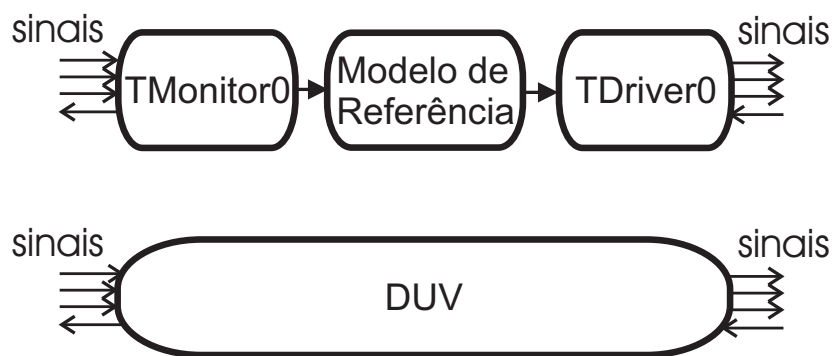 sinais
sinais
TMonitor0
Modelo de
Referência
TDriver0
sinais
sinais
DUV